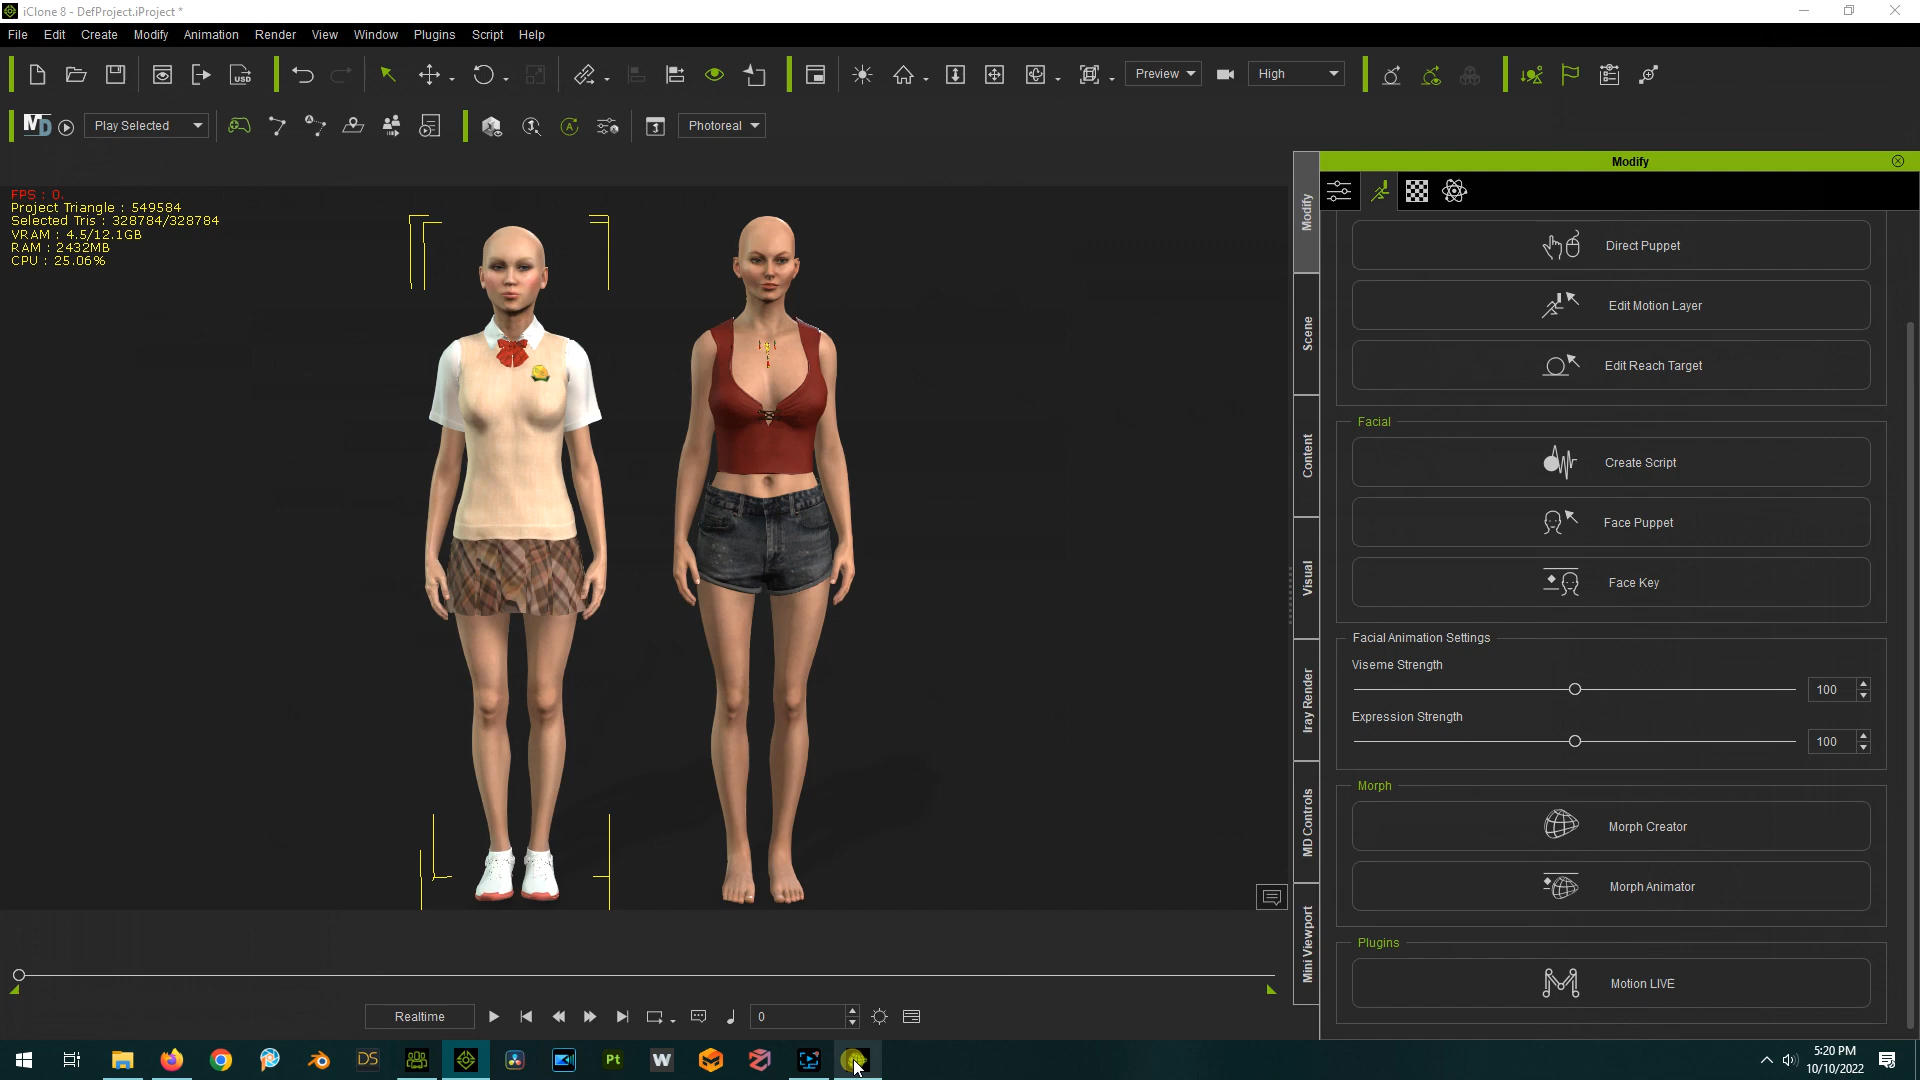 iClone 8 - DefProject.iProject *
File Edit Create Modify Animation Render View Window Plugins Script Help
Preview High
MD Play Selected Photoreal
Modify
FPS : 0.
Project Triangle : 549584
Selected Tris : 328784/328784
VRAM : 4.5/12.1GB
RAM : 2432MB
CPU : 25.06%
Modify
Scene
Content
Visual
Iray Render
MD Controls
Mini Viewport
Direct Puppet
Edit Motion Layer
Edit Reach Target
Facial
Create Script
Face Puppet
Face Key
Facial Animation Settings
Viseme Strength
100
Expression Strength
100
Morph
Morph Creator
Morph Animator
Plugins
Motion LIVE
Realtime 0
DS Pt W
5:20 PM
10/10/2022